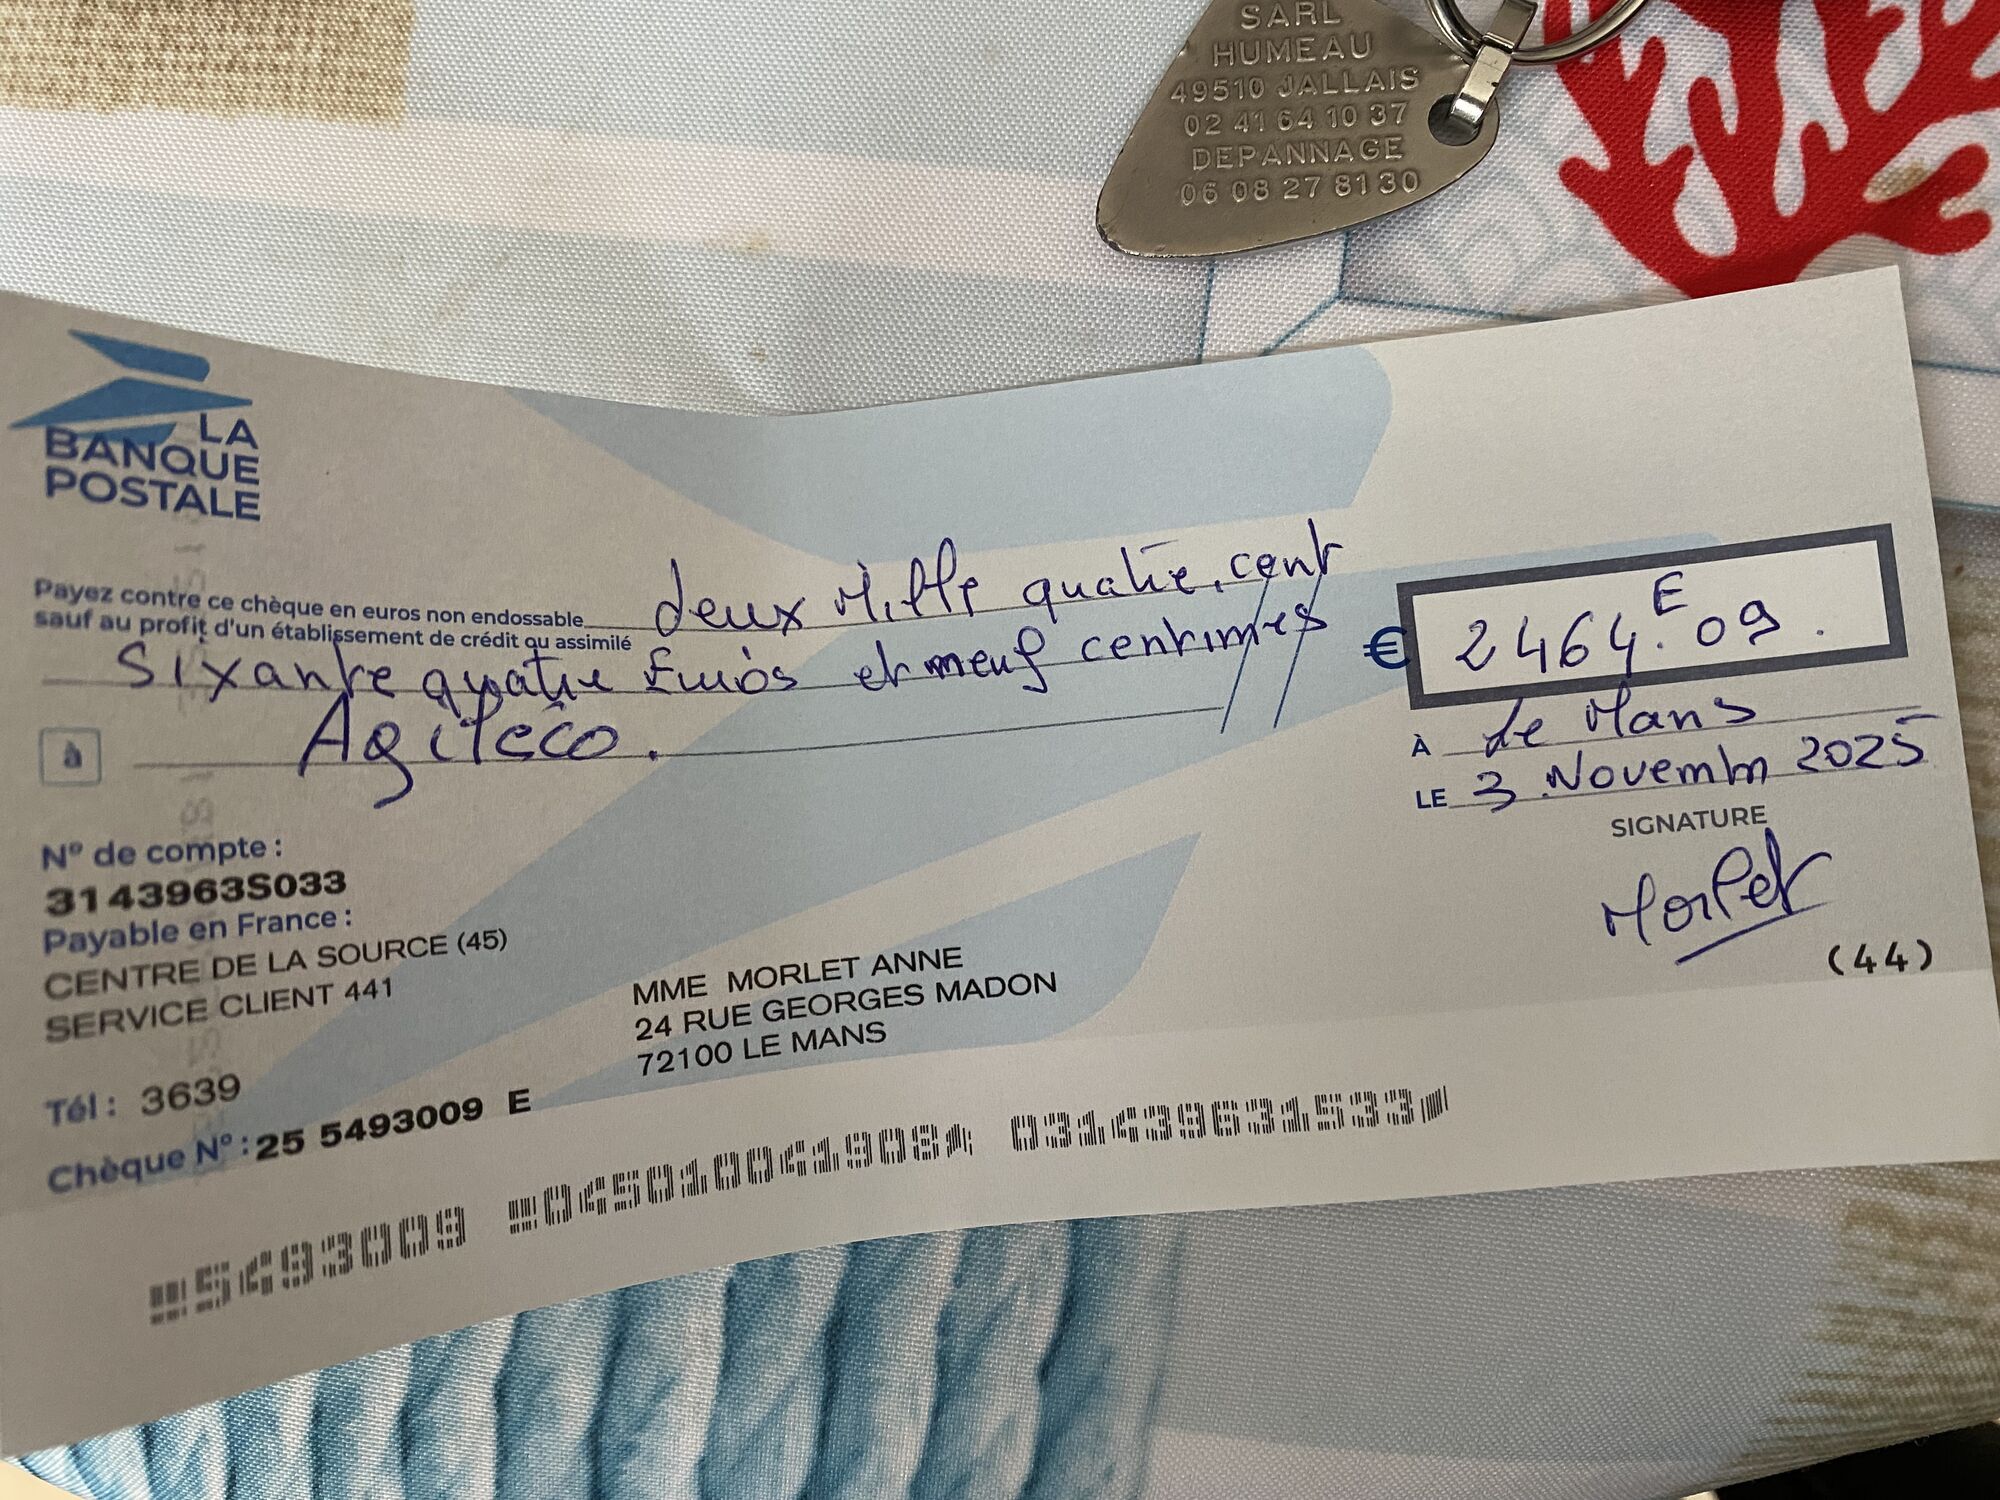 SARL
HUMEAU
49510 JALLAIS
02 41 64 10 37
DEPANNAGE
06 08 27 81 30
LA
BANQUE
POSTALE
Payez contre ce chèque en euros non endossable
sauf au profit d'un établissement de crédit ou assimilé
deux Mille quatre cent
Sixante quatre Euros et neuf centimes
€ 2464.E 09.
à Agitéco.
À Le Mans
LE 3 Novembre 2025
SIGNATURE
Morlet
(44)
N° de compte :
3143963S033
Payable en France :
CENTRE DE LA SOURCE (45)
SERVICE CLIENT 441
MME MORLET ANNE
24 RUE GEORGES MADON
72100 LE MANS
Tél : 3639
Chèque N° : 25 5493009 E
5493009 045010041908 031439631533